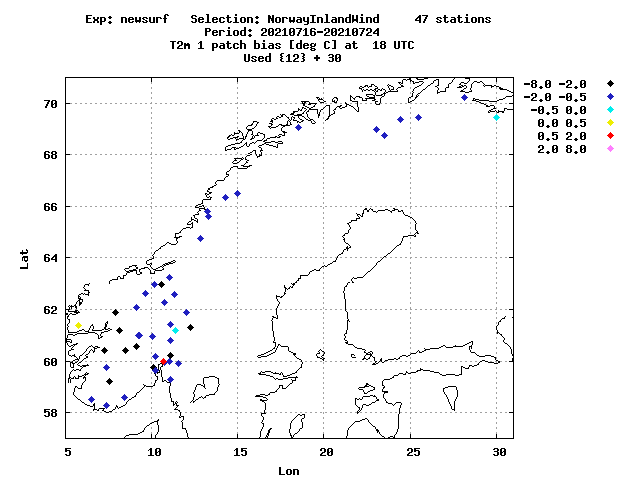 Exp: newsurf Selection: NorwayInlandWind 47 stations
Period: 20210716-20210724
T2m 1 patch bias [deg C] at 18 UTC
Used {12} + 30
-8.0 -2.0
-2.0 -0.5
-0.5 0.0
0.0 0.5
0.5 2.0
2.0 8.0
70
68
66
64
62
60
58
Lat
5 10 15 20 25 30
Lon